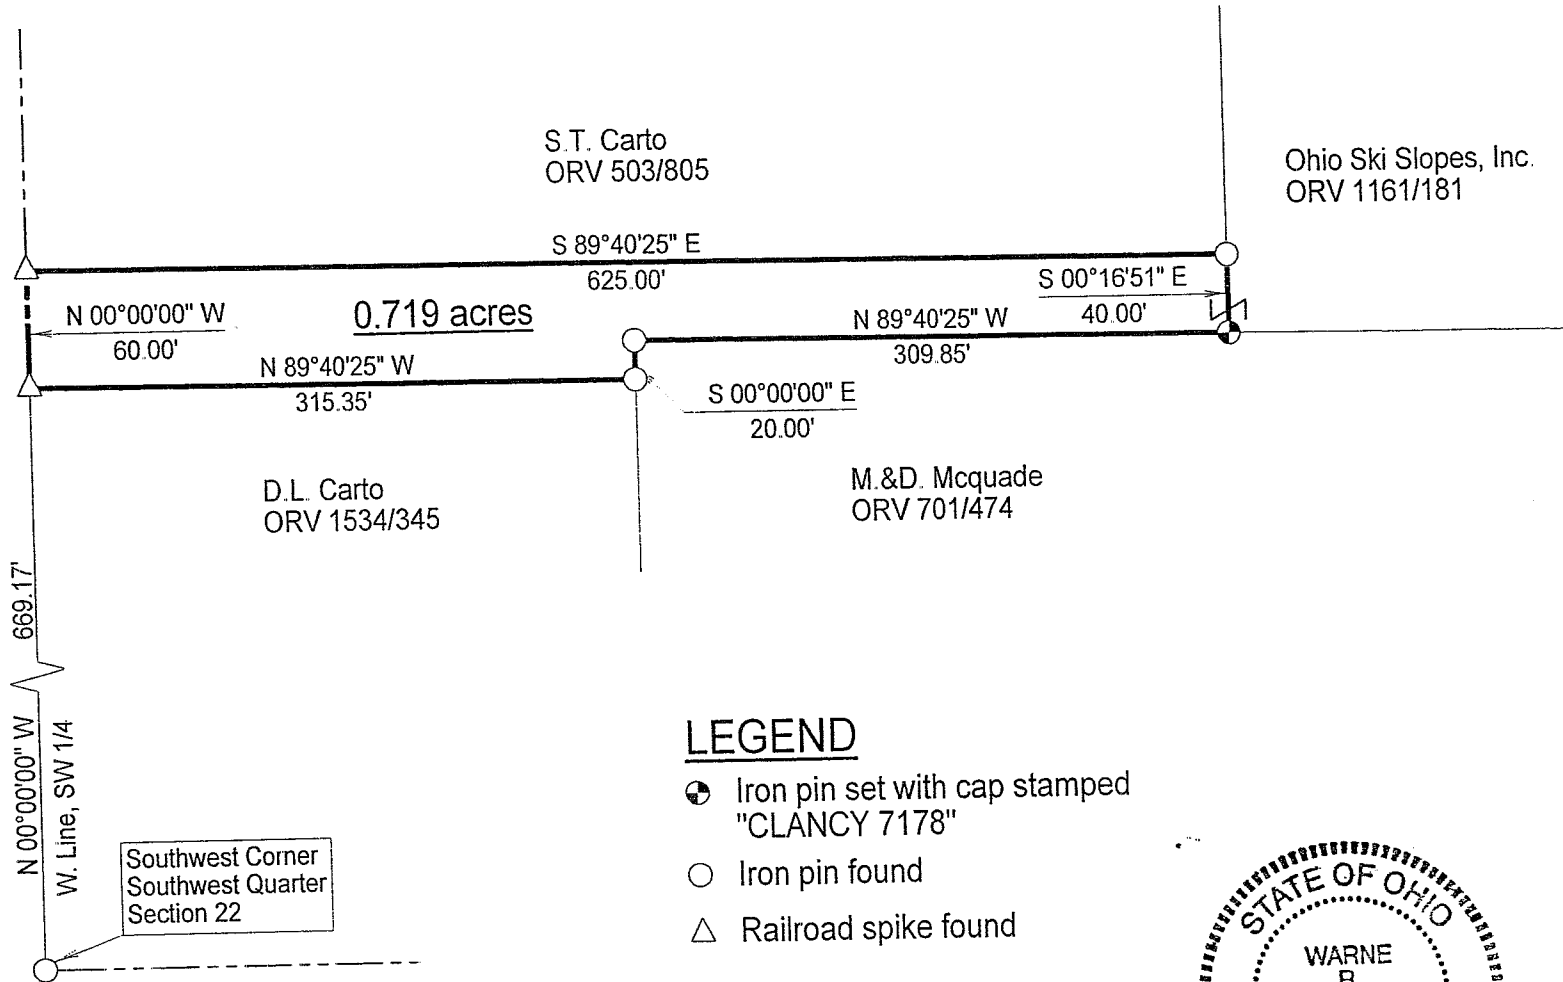 S.T. Carto
ORV 503/805
Ohio Ski Slopes, Inc.
ORV 1161/181
S 89°40'25" E
625.00'
S 00°16'51" E
40.00'
N 00°00'00" W
60.00'
0.719 acres
N 89°40'25" W
309.85'
N 89°40'25" W
315.35'
S 00°00'00" E
20.00'
D.L. Carto
ORV 1534/345
M.&D. Mcquade
ORV 701/474
669.17'
N 00°00'00" W
W. Line, SW 1/4
Southwest Corner
Southwest Quarter
Section 22
LEGEND
Iron pin set with cap stamped
"CLANCY 7178"
Iron pin found
Railroad spike found
STATE OF OHIO
WARNE